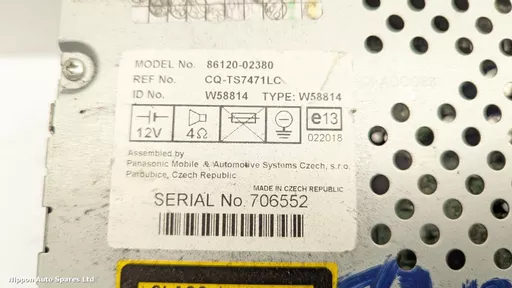 MODEL No. 86120-02380
REF No. CQ-TS7471LC
ID No. W58814 TYPE: W58814
12V 4Ω e13
022018
Assembled by
Panasonic Mobile & Automotive Systems Czech, s.r.o.
Pardubice, Czech Republic
MADE IN CZECH REPUBLIC
SERIAL No. 706552
CLASS
Nippon Auto Spares Ltd